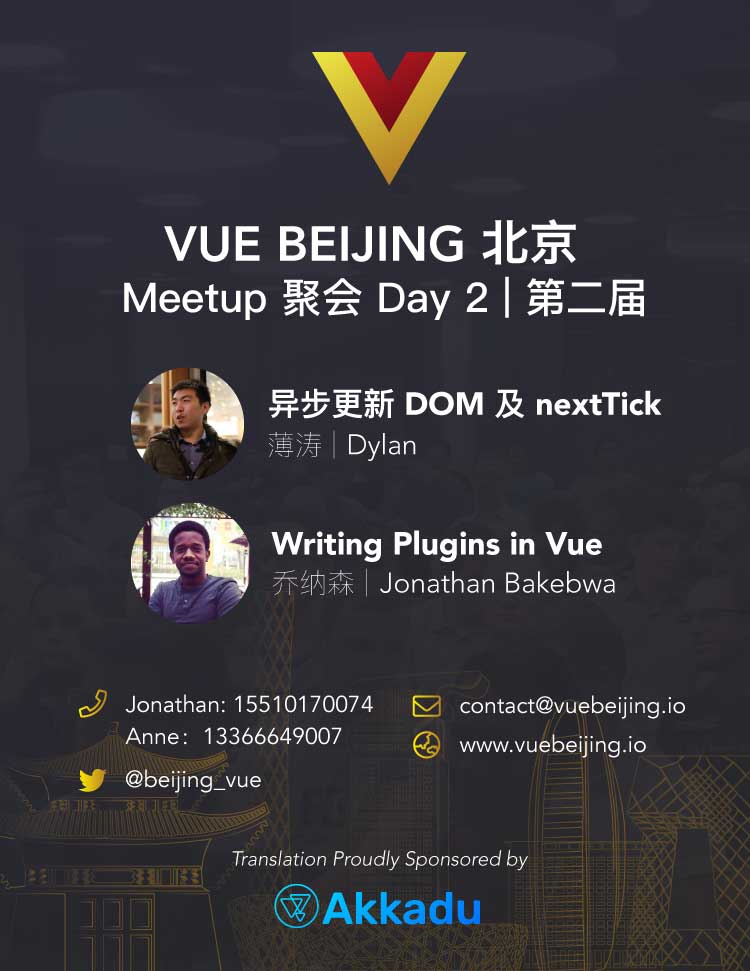 VUE BEIJING 北京
Meetup 聚会 Day 2 | 第二届
异步更新 DOM 及 nextTick
薄涛 | Dylan
Writing Plugins in Vue
乔纳森 | Jonathan Bakebwa
Jonathan: 15510170074
Anne：13366649007
@beijing_vue
contact@vuebeijing.io
www.vuebeijing.io
Translation Proudly Sponsored by
Akkadu